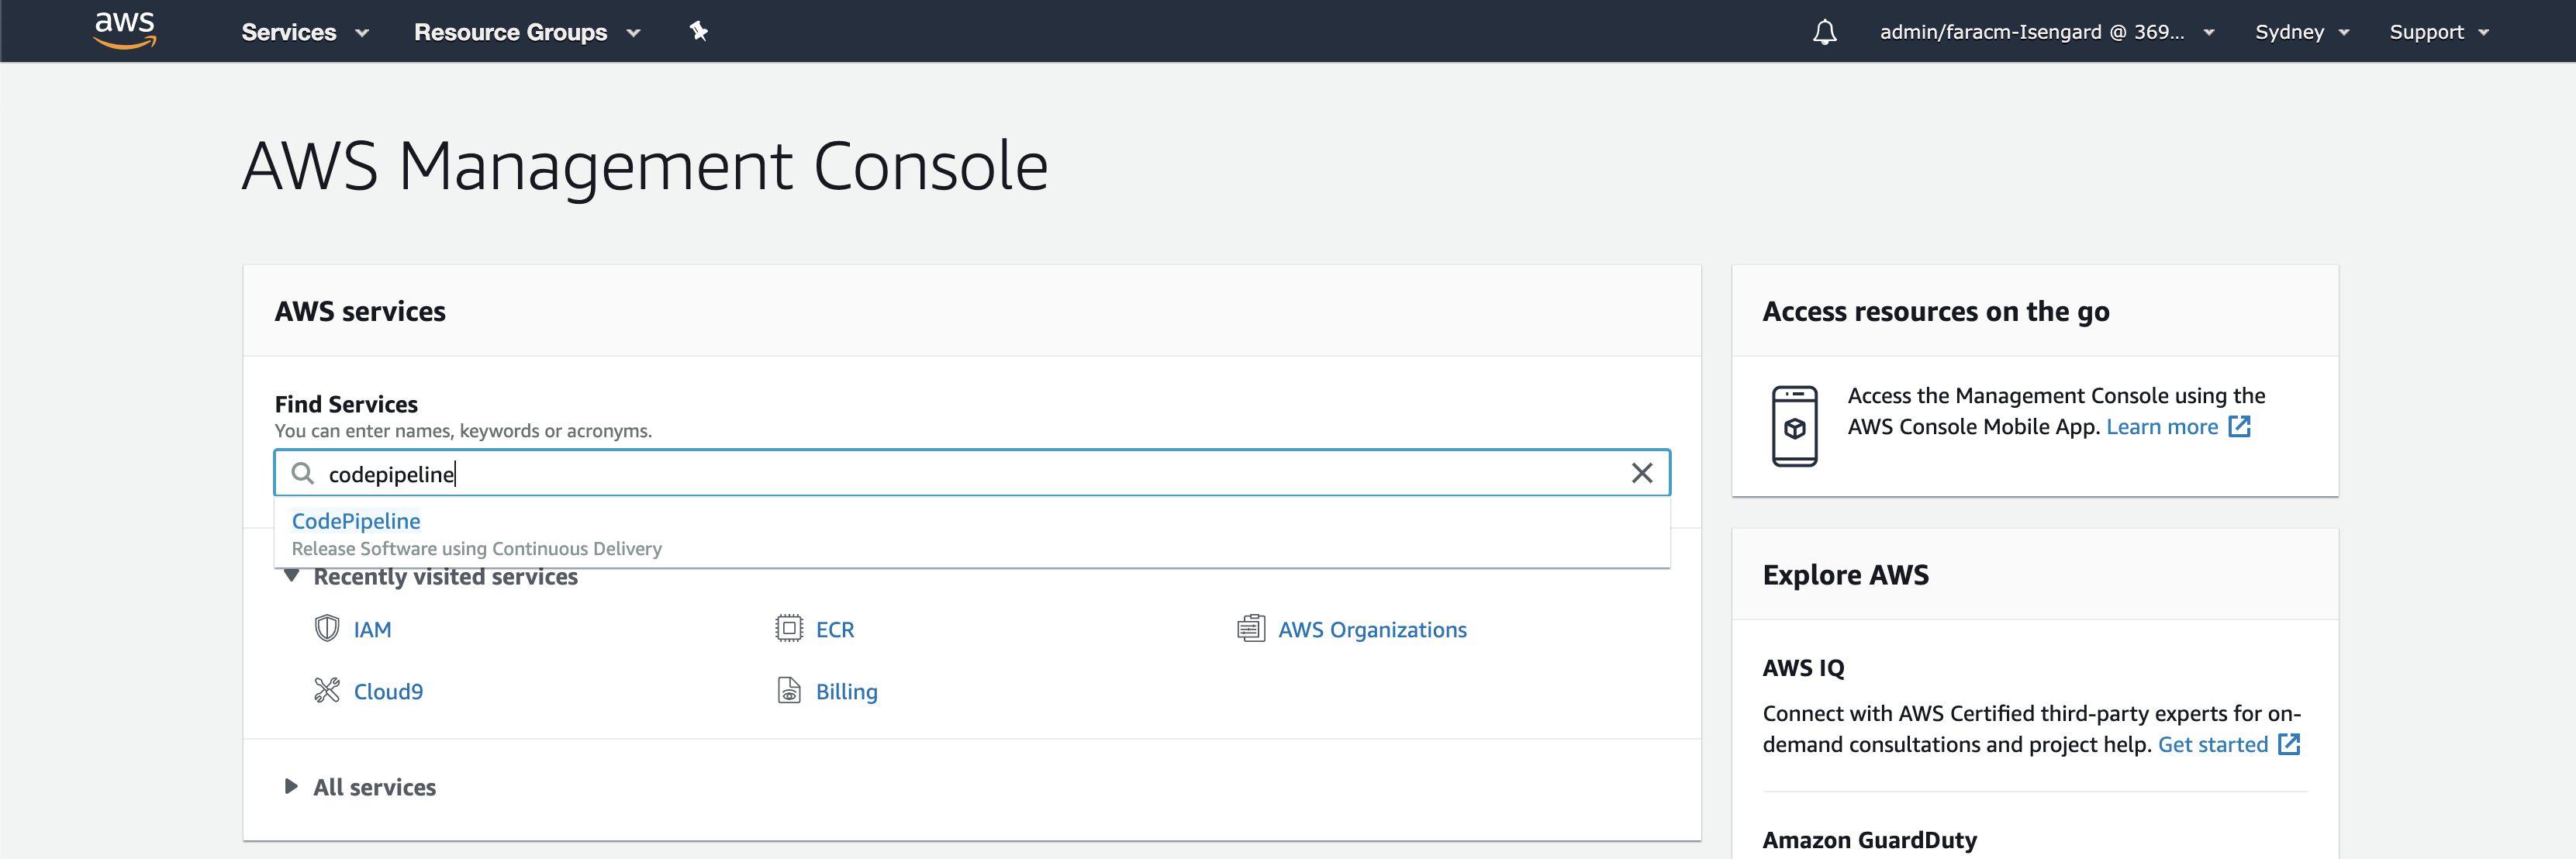 aws Services Resource Groups admin/faracm-Isengard @ 369... Sydney Support
AWS Management Console
AWS services
Find Services
You can enter names, keywords or acronyms.
codepipeline
CodePipeline
Release Software using Continuous Delivery
Recently visited services
IAM
ECR
AWS Organizations
Cloud9
Billing
All services
Access resources on the go
Access the Management Console using the
AWS Console Mobile App. Learn more
Explore AWS
AWS IQ
Connect with AWS Certified third-party experts for on-
demand consultations and project help. Get started
Amazon GuardDuty